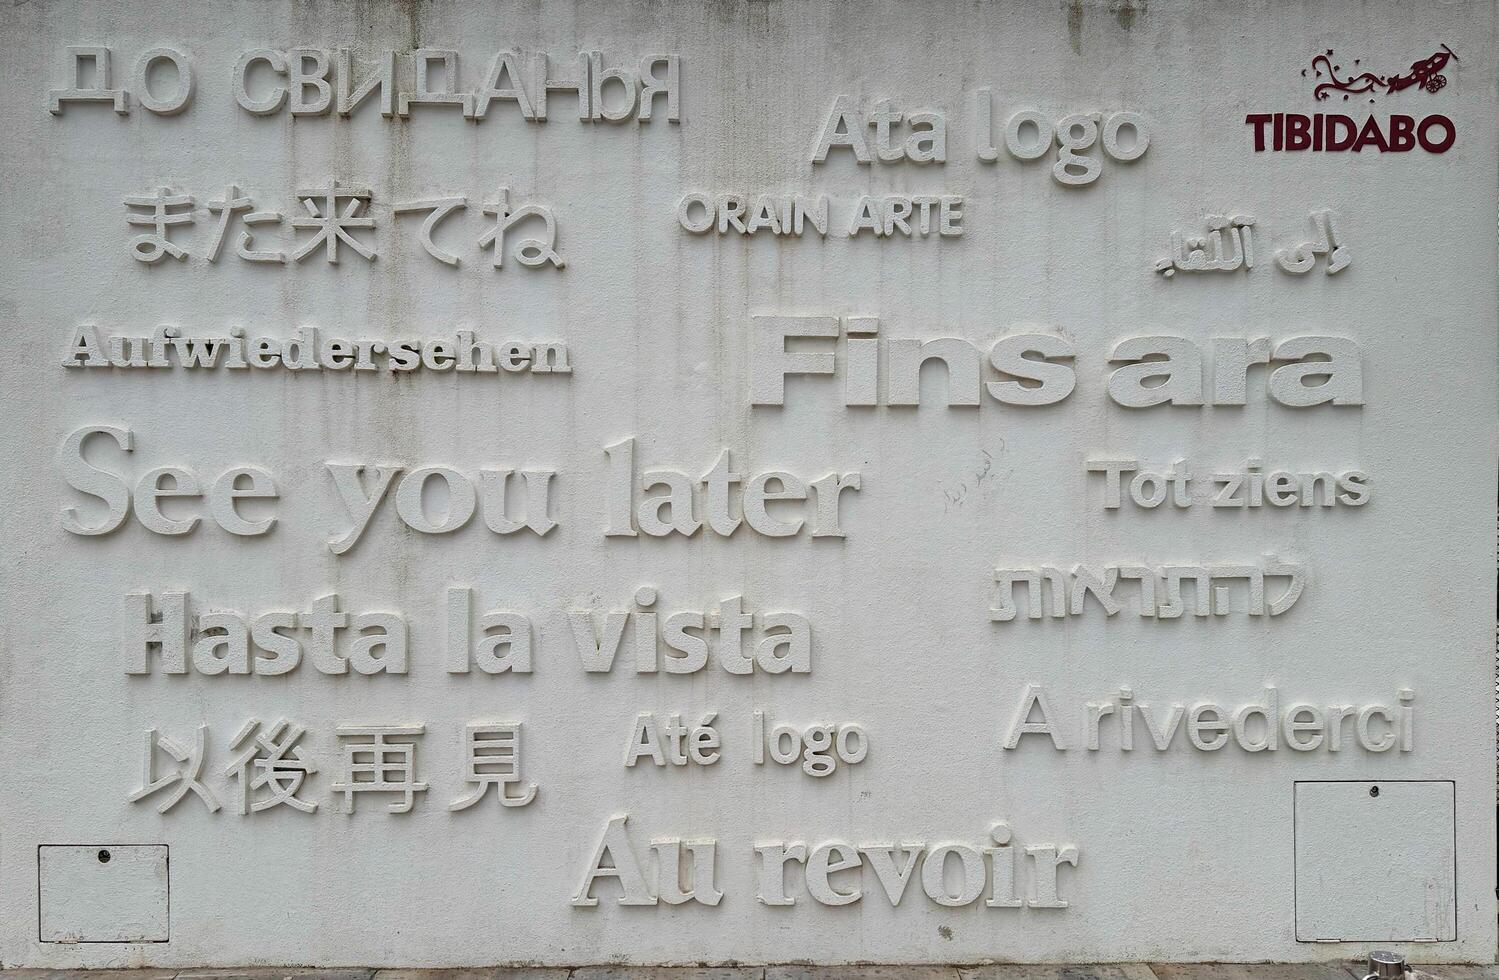 ДО СВИДАНЬЯ
Ata logo
TIBIDABO
また来てね
ORAIN ARTE
إلى اللقاء
Aufwiedersehen
Fins ara
See you later
Tot ziens
Hasta la vista
להתראות
以後再見
Até logo
A rivederci
Au revoir